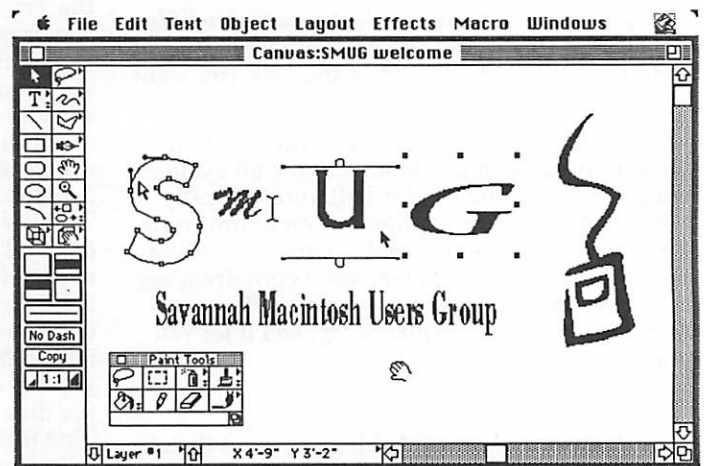 File Edit Text Object Layout Effects Macro Windows
Canvas:SMUG welcome
T
S m u G
Savannah Macintosh Users Group
No Dash
Copy
1:1
Paint Tools
Layer #1 X 4'-9" Y 3'-2"